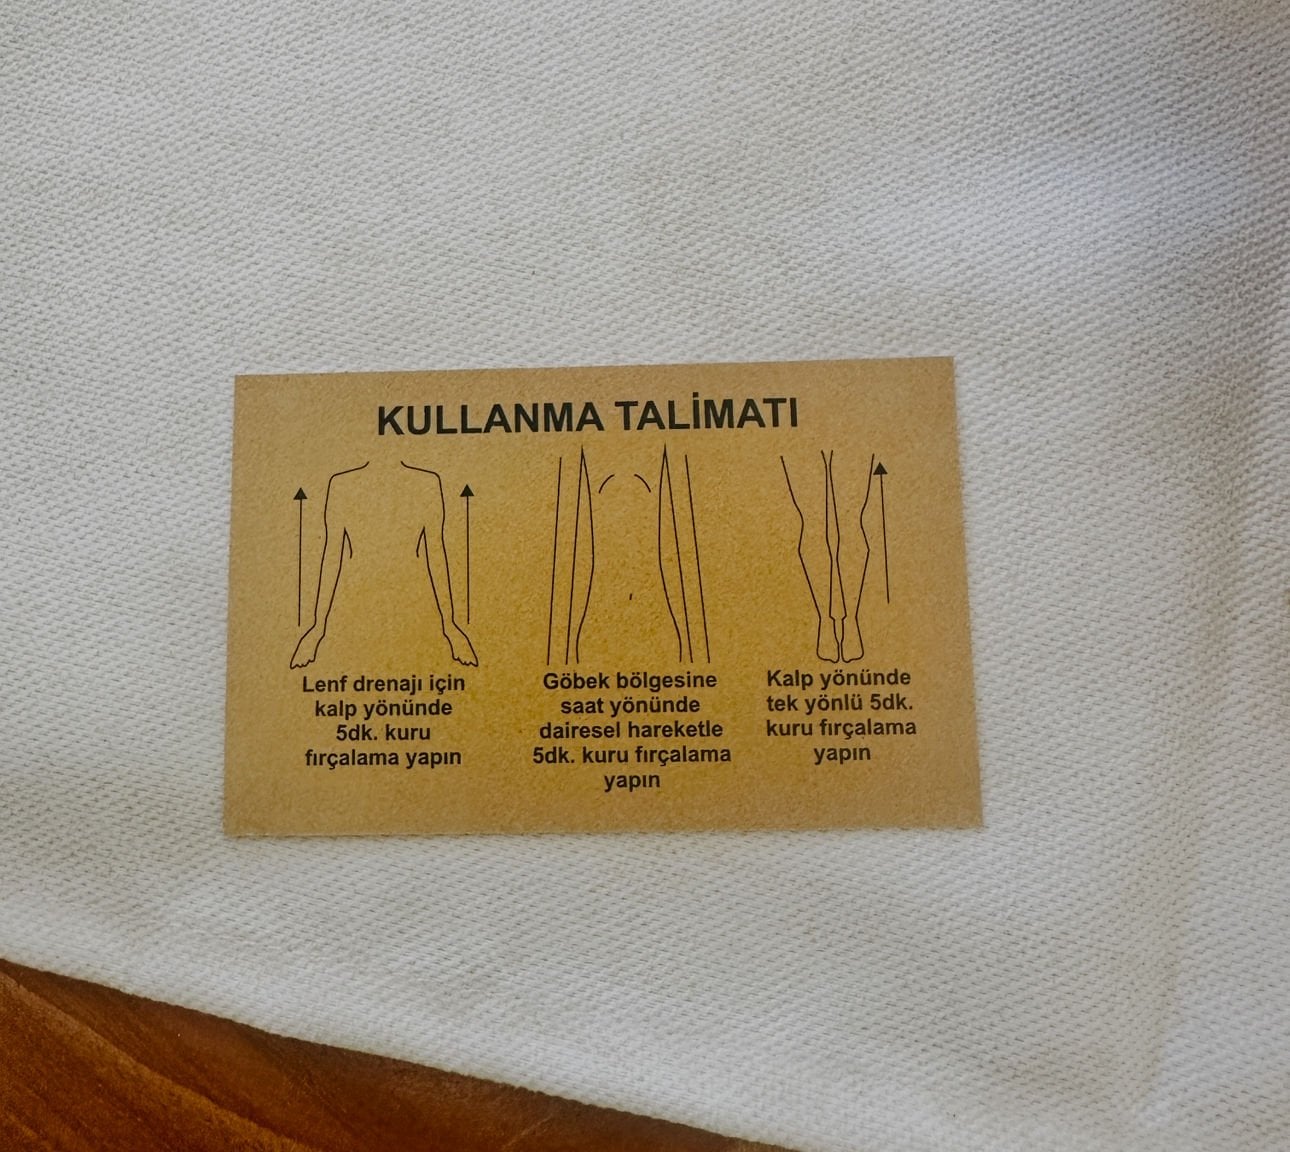 KULLANMA TALİMATI
Lenf drenajı için
kalp yönünde
5dk. kuru
fırçalama yapın
Göbek bölgesine
saat yönünde
dairesel hareketle
5dk. kuru fırçalama
yapın
Kalp yönünde
tek yönlü 5dk.
kuru fırçalama
yapın